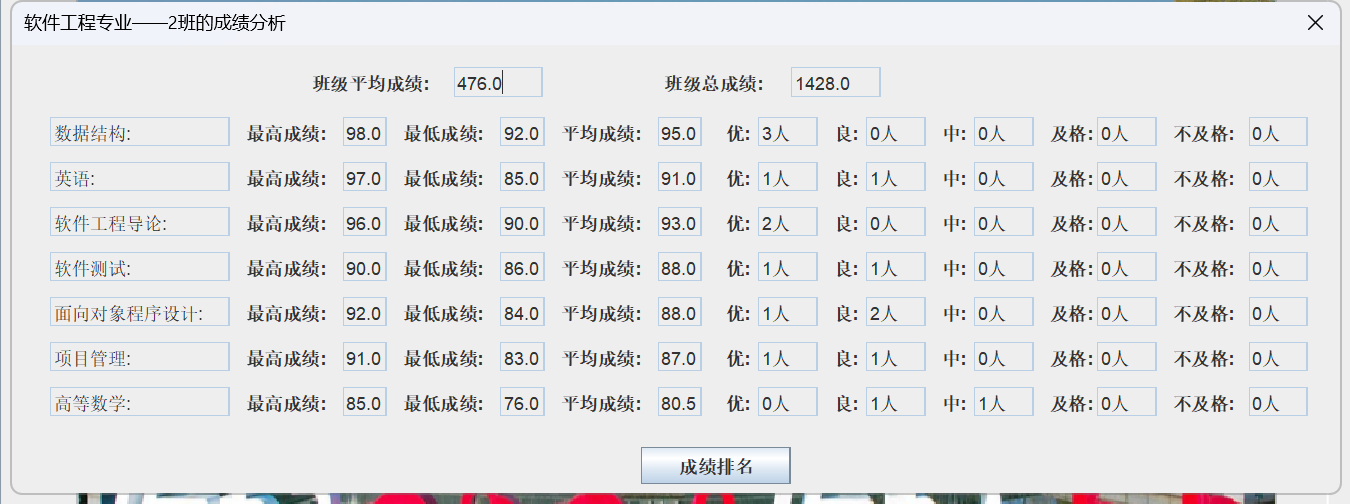 软件工程专业——2班的成绩分析
班级平均成绩: 476.0 班级总成绩: 1428.0
数据结构: 最高成绩: 98.0 最低成绩: 92.0 平均成绩: 95.0 优: 3人 良: 0人 中: 0人 及格: 0人 不及格: 0人
英语: 最高成绩: 97.0 最低成绩: 85.0 平均成绩: 91.0 优: 1人 良: 1人 中: 0人 及格: 0人 不及格: 0人
软件工程导论: 最高成绩: 96.0 最低成绩: 90.0 平均成绩: 93.0 优: 2人 良: 0人 中: 0人 及格: 0人 不及格: 0人
软件测试: 最高成绩: 90.0 最低成绩: 86.0 平均成绩: 88.0 优: 1人 良: 1人 中: 0人 及格: 0人 不及格: 0人
面向对象程序设计: 最高成绩: 92.0 最低成绩: 84.0 平均成绩: 88.0 优: 1人 良: 2人 中: 0人 及格: 0人 不及格: 0人
项目管理: 最高成绩: 91.0 最低成绩: 83.0 平均成绩: 87.0 优: 1人 良: 1人 中: 0人 及格: 0人 不及格: 0人
高等数学: 最高成绩: 85.0 最低成绩: 76.0 平均成绩: 80.5 优: 0人 良: 1人 中: 1人 及格: 0人 不及格: 0人
成绩排名